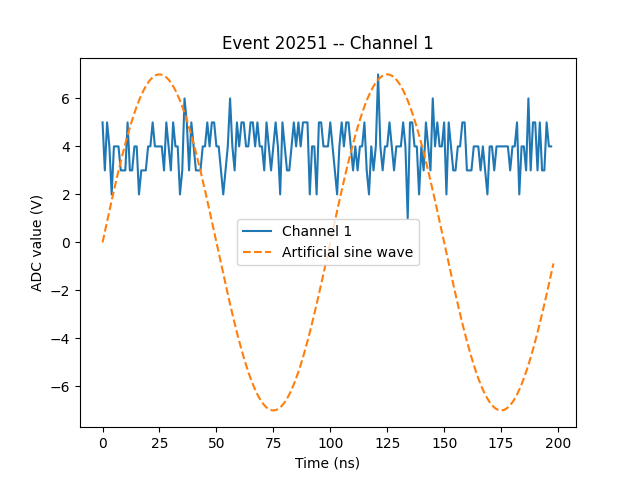 Event 20251 -- Channel 1
ADC value (V)
6
4
2
0
−2
−4
−6
Channel 1
Artificial sine wave
0 25 50 75 100 125 150 175 200
Time (ns)